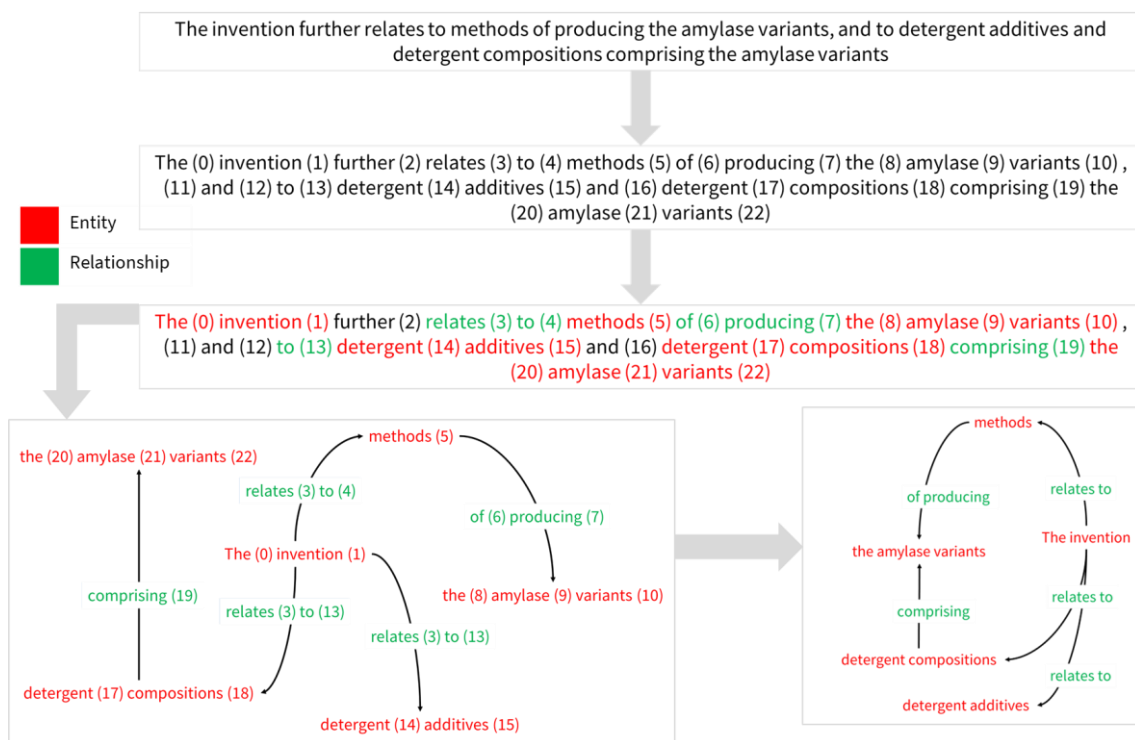 The invention further relates to methods of producing the amylase variants, and to detergent additives and
detergent compositions comprising the amylase variants
The (0) invention (1) further (2) relates (3) to (4) methods (5) of (6) producing (7) the (8) amylase (9) variants (10) ,
(11) and (12) to (13) detergent (14) additives (15) and (16) detergent (17) compositions (18) comprising (19) the
(20) amylase (21) variants (22)
Entity
Relationship
The (0) invention (1) further (2) relates (3) to (4) methods (5) of (6) producing (7) the (8) amylase (9) variants (10) ,
(11) and (12) to (13) detergent (14) additives (15) and (16) detergent (17) compositions (18) comprising (19) the
(20) amylase (21) variants (22)
methods (5)
the (20) amylase (21) variants (22)
relates (3) to (4)
of (6) producing (7)
The (0) invention (1)
comprising (19)
the (8) amylase (9) variants (10)
relates (3) to (13)
relates (3) to (13)
detergent (17) compositions (18)
detergent (14) additives (15)
methods
of producing
relates to
The invention
the amylase variants
relates to
comprising
detergent compositions
relates to
detergent additives